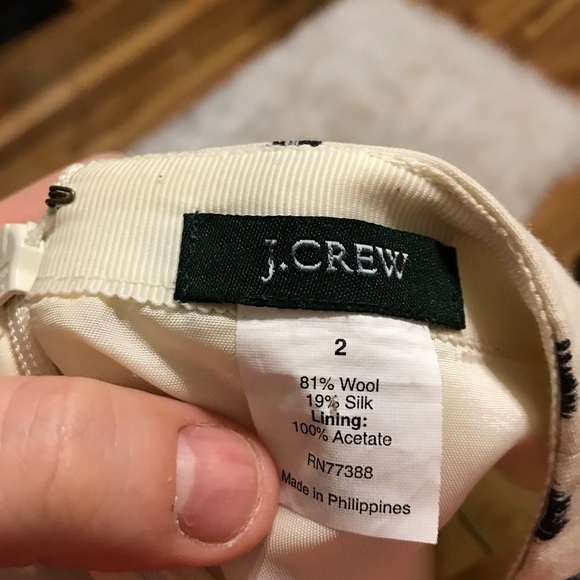 J.CREW
2
81% Wool
19% Silk
Lining:
100% Acetate
RN77388
Made in Philippines